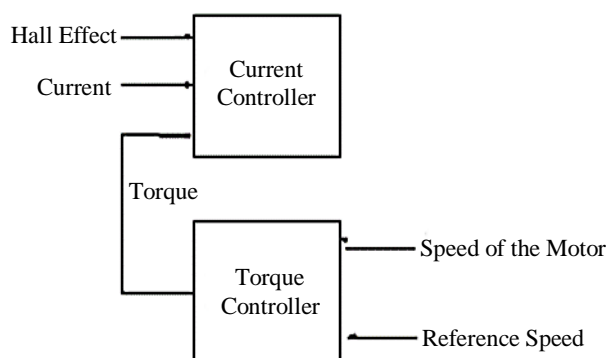 Hall Effect
Current
Current
Controller
Torque
Torque
Controller
Speed of the Motor
Reference Speed